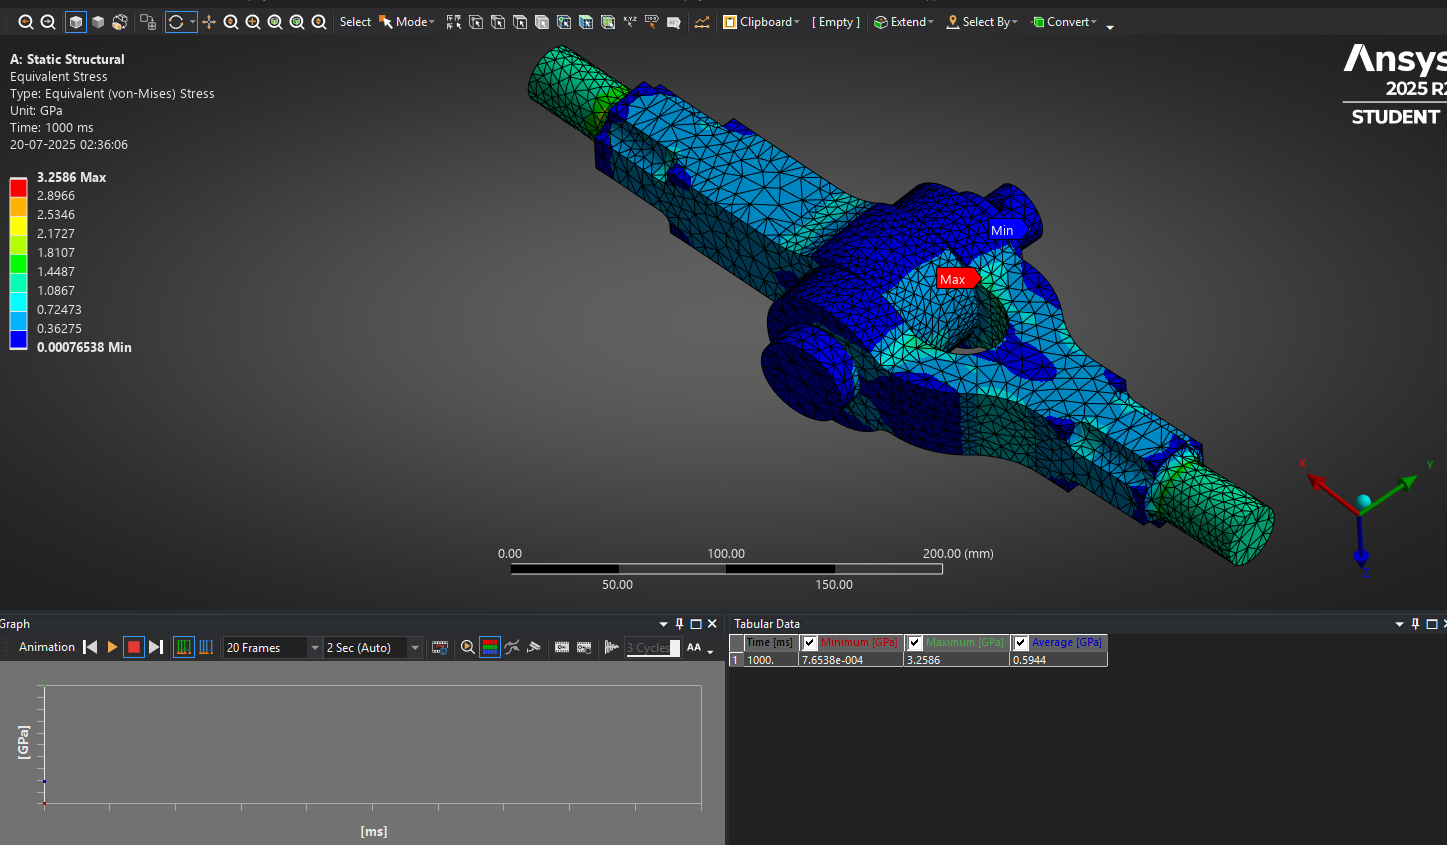 Select Mode Clipboard [ Empty ] Extend Select By Convert
A: Static Structural
Equivalent Stress
Type: Equivalent (von-Mises) Stress
Unit: GPa
Time: 1000 ms
20-07-2025 02:36:06
3.2586 Max
2.8966
2.5346
2.1727
1.8107
1.4487
1.0867
0.72473
0.36275
0.00076538 Min
Ansys
2025 R2
STUDENT
Min
Max
X
Y
Z
0.00 100.00 200.00 (mm)
50.00 150.00
Graph
Animation 20 Frames 2 Sec (Auto) 3 Cycles AA
[GPa]
[ms]
Tabular Data
Time [ms] Minimum [GPa] Maximum [GPa] Average [GPa]
1 1000. 7.6538e-004 3.2586 0.5944